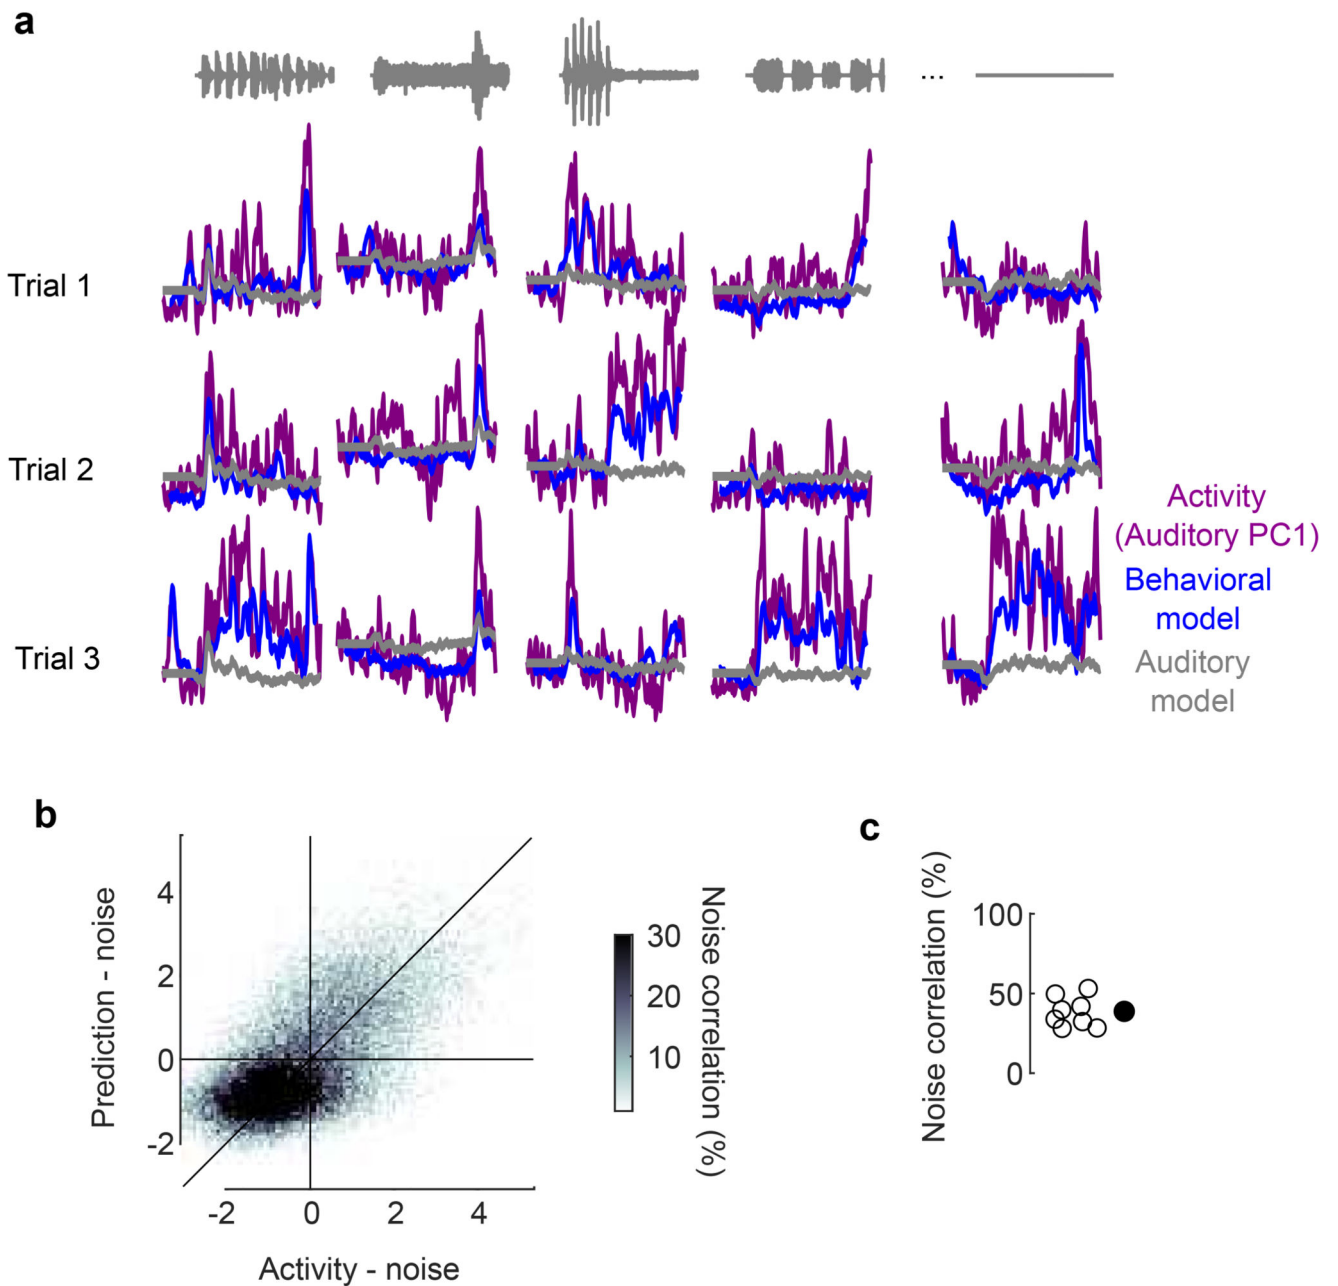 a
...
Trial 1
Trial 2
Trial 3
Activity
(Auditory PC1)
Behavioral
model
Auditory
model
b
Prediction - noise
4
2
0
-2
-2
0
2
4
Activity - noise
30
20
10
Noise correlation (%)
c
Noise correlation (%)
100
50
0